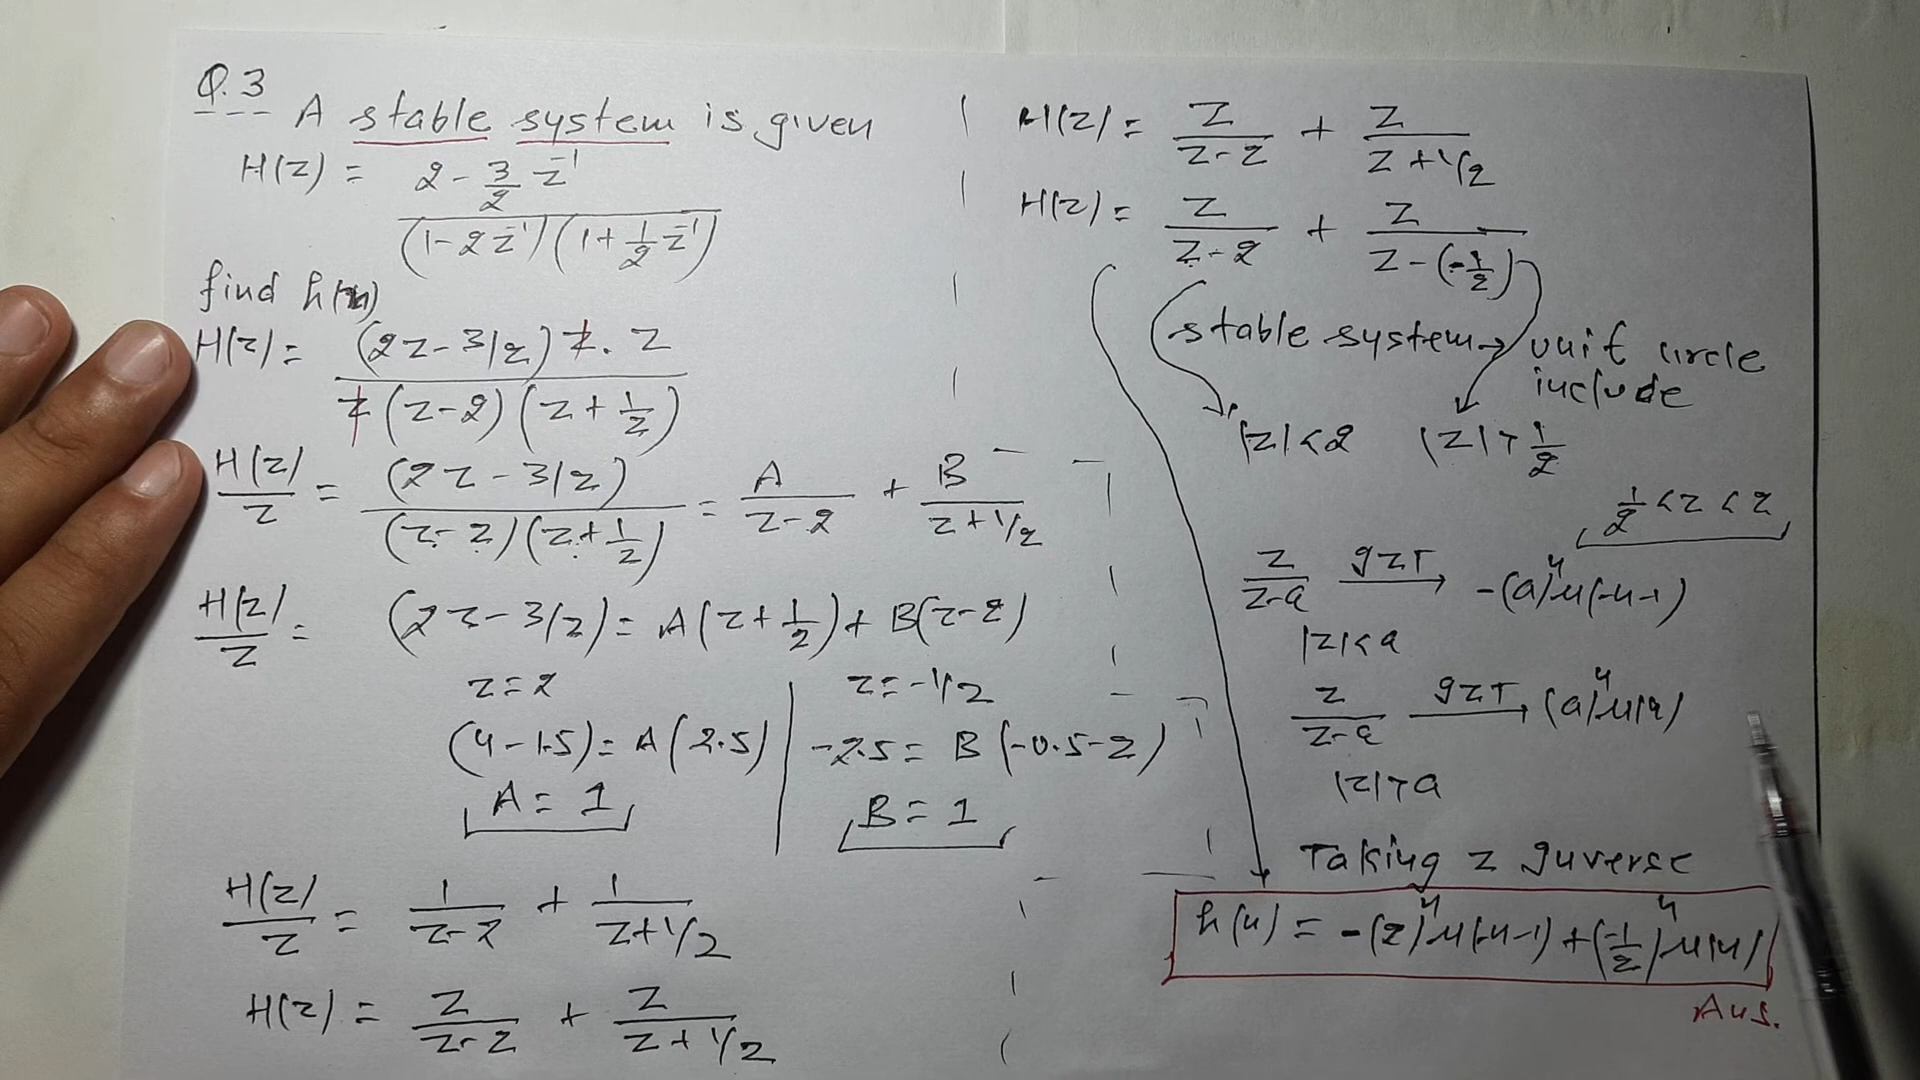 Q.3
A stable system is given
H(z) = (2 - 3/2 z^-1) / ((1 - 2z^-1)(1 + 1/2 z^-1))
find h(n)
H(z) = (2z - 3/2) z . z / (z (z-2)(z + 1/2))
H(z)/z = (2z - 3/2) / ((z-2)(z + 1/2)) = A/(z-2) + B/(z+1/2)
H(z)/z = (2z - 3/2) = A(z + 1/2) + B(z-2)
z = 2
(4 - 1.5) = A(2.5)
A = 1
z = -1/2
-2.5 = B(-0.5-2)
B = 1
H(z)/z = 1/(z-2) + 1/(z+1/2)
H(z) = z/(z-2) + z/(z+1/2)
H(z) = z/(z-2) + z/(z+1/2)
H(z) = z/(z-2) + z/(z-(-1/2))
stable system → unit circle
include
|z|<2 |z|>1/2
1/2 < z < 2
z/(z-a) IZT → -(a)^n u(-n-1)
|z|<a
z/(z-a) IZT → (a)^n u(n)
|z|>a
Taking z Inverse
h(n) = -(2)^n u(-n-1) + (-1/2)^n u(n)
Ans.